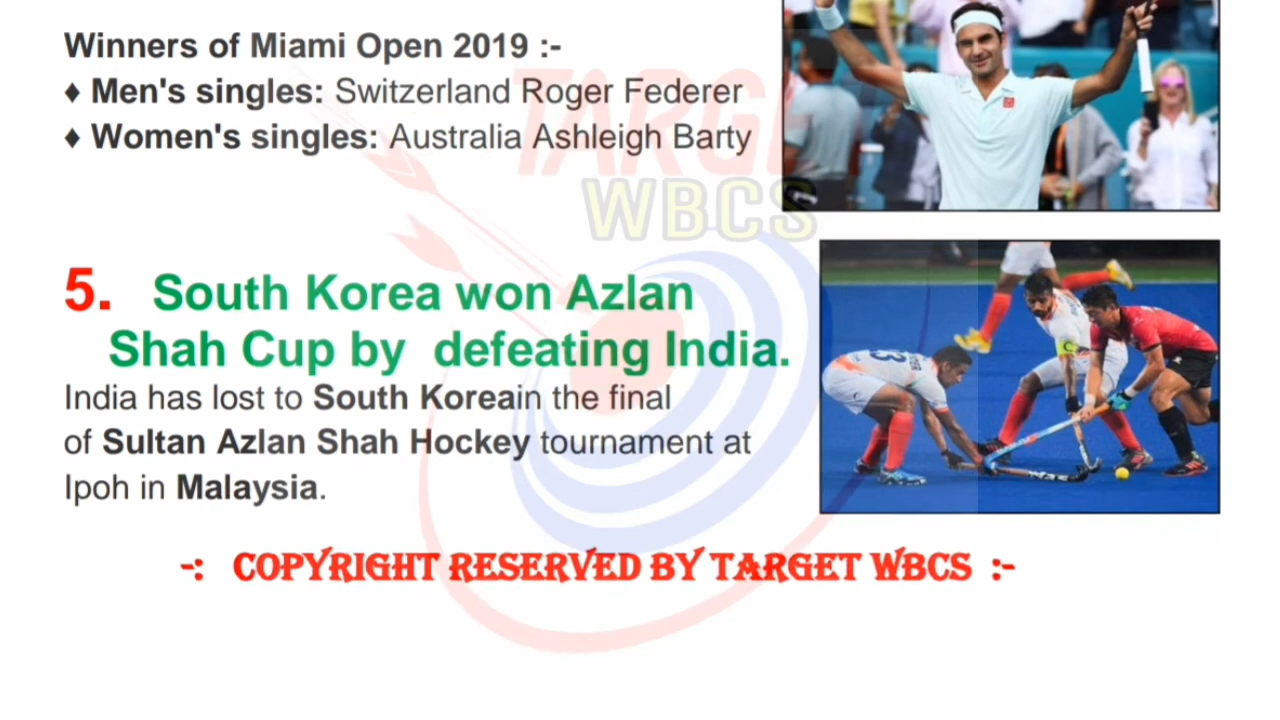 Winners of Miami Open 2019 :-
♦ Men's singles: Switzerland Roger Federer
♦ Women's singles: Australia Ashleigh Barty
TARGET
WBCS
5. South Korea won Azlan
Shah Cup by defeating India.
India has lost to South Koreain the final
of Sultan Azlan Shah Hockey tournament at
Ipoh in Malaysia.
-: COPYRIGHT RESERVED BY TARGET WBCS :-